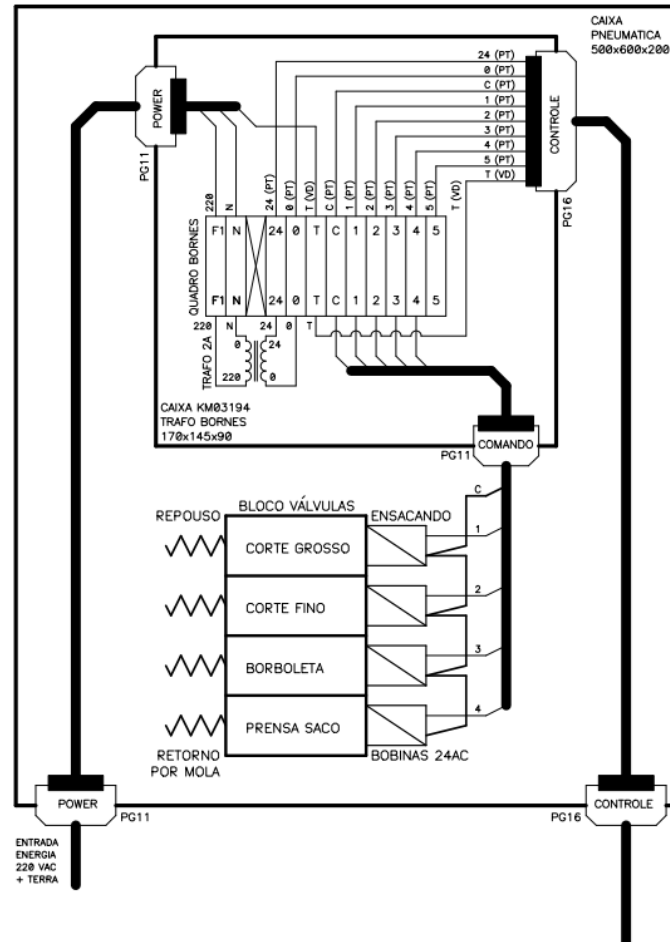 CAIXA
PNEUMATICA
500x600x200
24 (PT)
0 (PT)
C (PT)
1 (PT)
2 (PT)
3 (PT)
4 (PT)
5 (PT)
T (VD)
POWER
PG11
CONTROLE
PG16
220
N
24 (PT)
0 (PT)
T (VD)
C (PT)
1 (PT)
2 (PT)
3 (PT)
4 (PT)
5 (PT)
T (VD)
QUADRO BORNES
F1 N 24 0 T C 1 2 3 4 5
F1 N 24 0 T C 1 2 3 4 5
220 N 24 0 T
TRAFO 2A
0 24
220 0
CAIXA KM03194
TRAFO BORNES
170x145x90
COMANDO
PG11
C
BLOCO VÁLVULAS
REPOUSO
ENSACANDO
1
CORTE GROSSO
2
CORTE FINO
3
BORBOLETA
4
PRENSA SACO
RETORNO
POR MOLA
BOBINAS 24AC
POWER
PG11
CONTROLE
PG16
ENTRADA
ENERGIA
220 VAC
+ TERRA